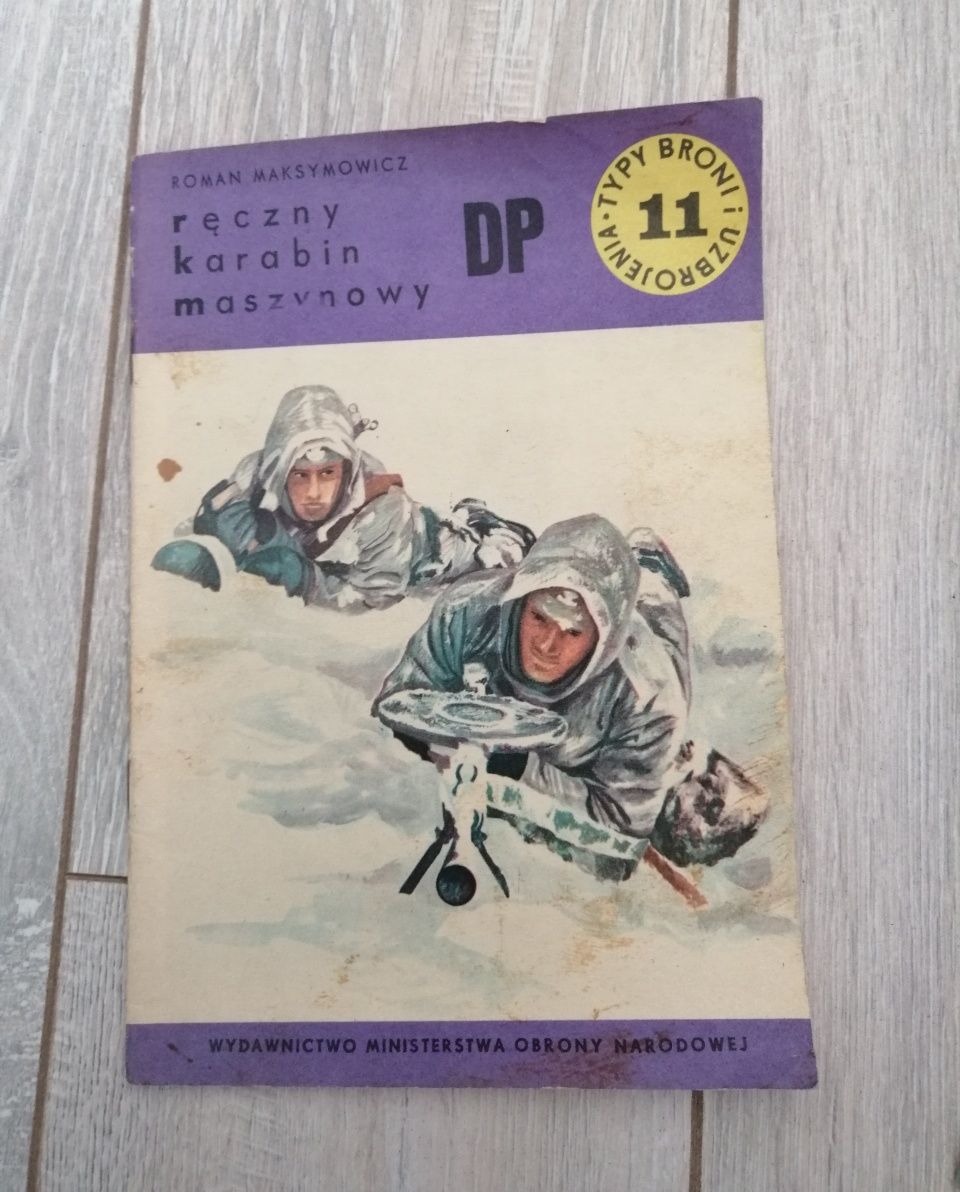 ROMAN MAKSYMOWICZ
ręczny
karabin
maszynowy
DP
TYPY BRONI i UZBROJENIA •
11
WYDAWNICTWO MINISTERSTWA OBRONY NARODOWEJ